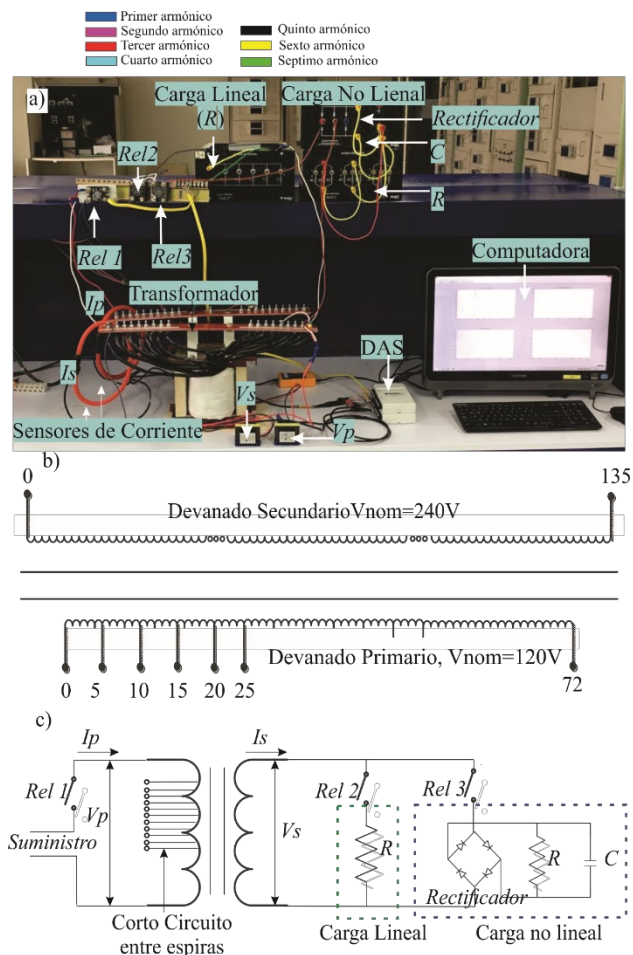 Primer armónico
Segundo armónico
Tercer armónico
Cuarto armónico
Quinto armónico
Sexto armónico
Septimo armónico
a)
Carga Lineal
(R)
Carga No Lienal
Rectificador
C
R
Rel2
Rel 1
Rel3
Computadora
Ip
Transformador
DAS
Is
Vs
Vp
Sensores de Corriente
b)
0
135
Devanado SecundarioVnom=240V
Devanado Primario, Vnom=120V
0
5
10
15
20
25
72
c)
Ip
Is
Rel 1
Vp
Vs
Rel 2
Rel 3
Suministro
R
R
C
Rectificador
Corto Circuito
entre espiras
Carga Lineal
Carga no lineal